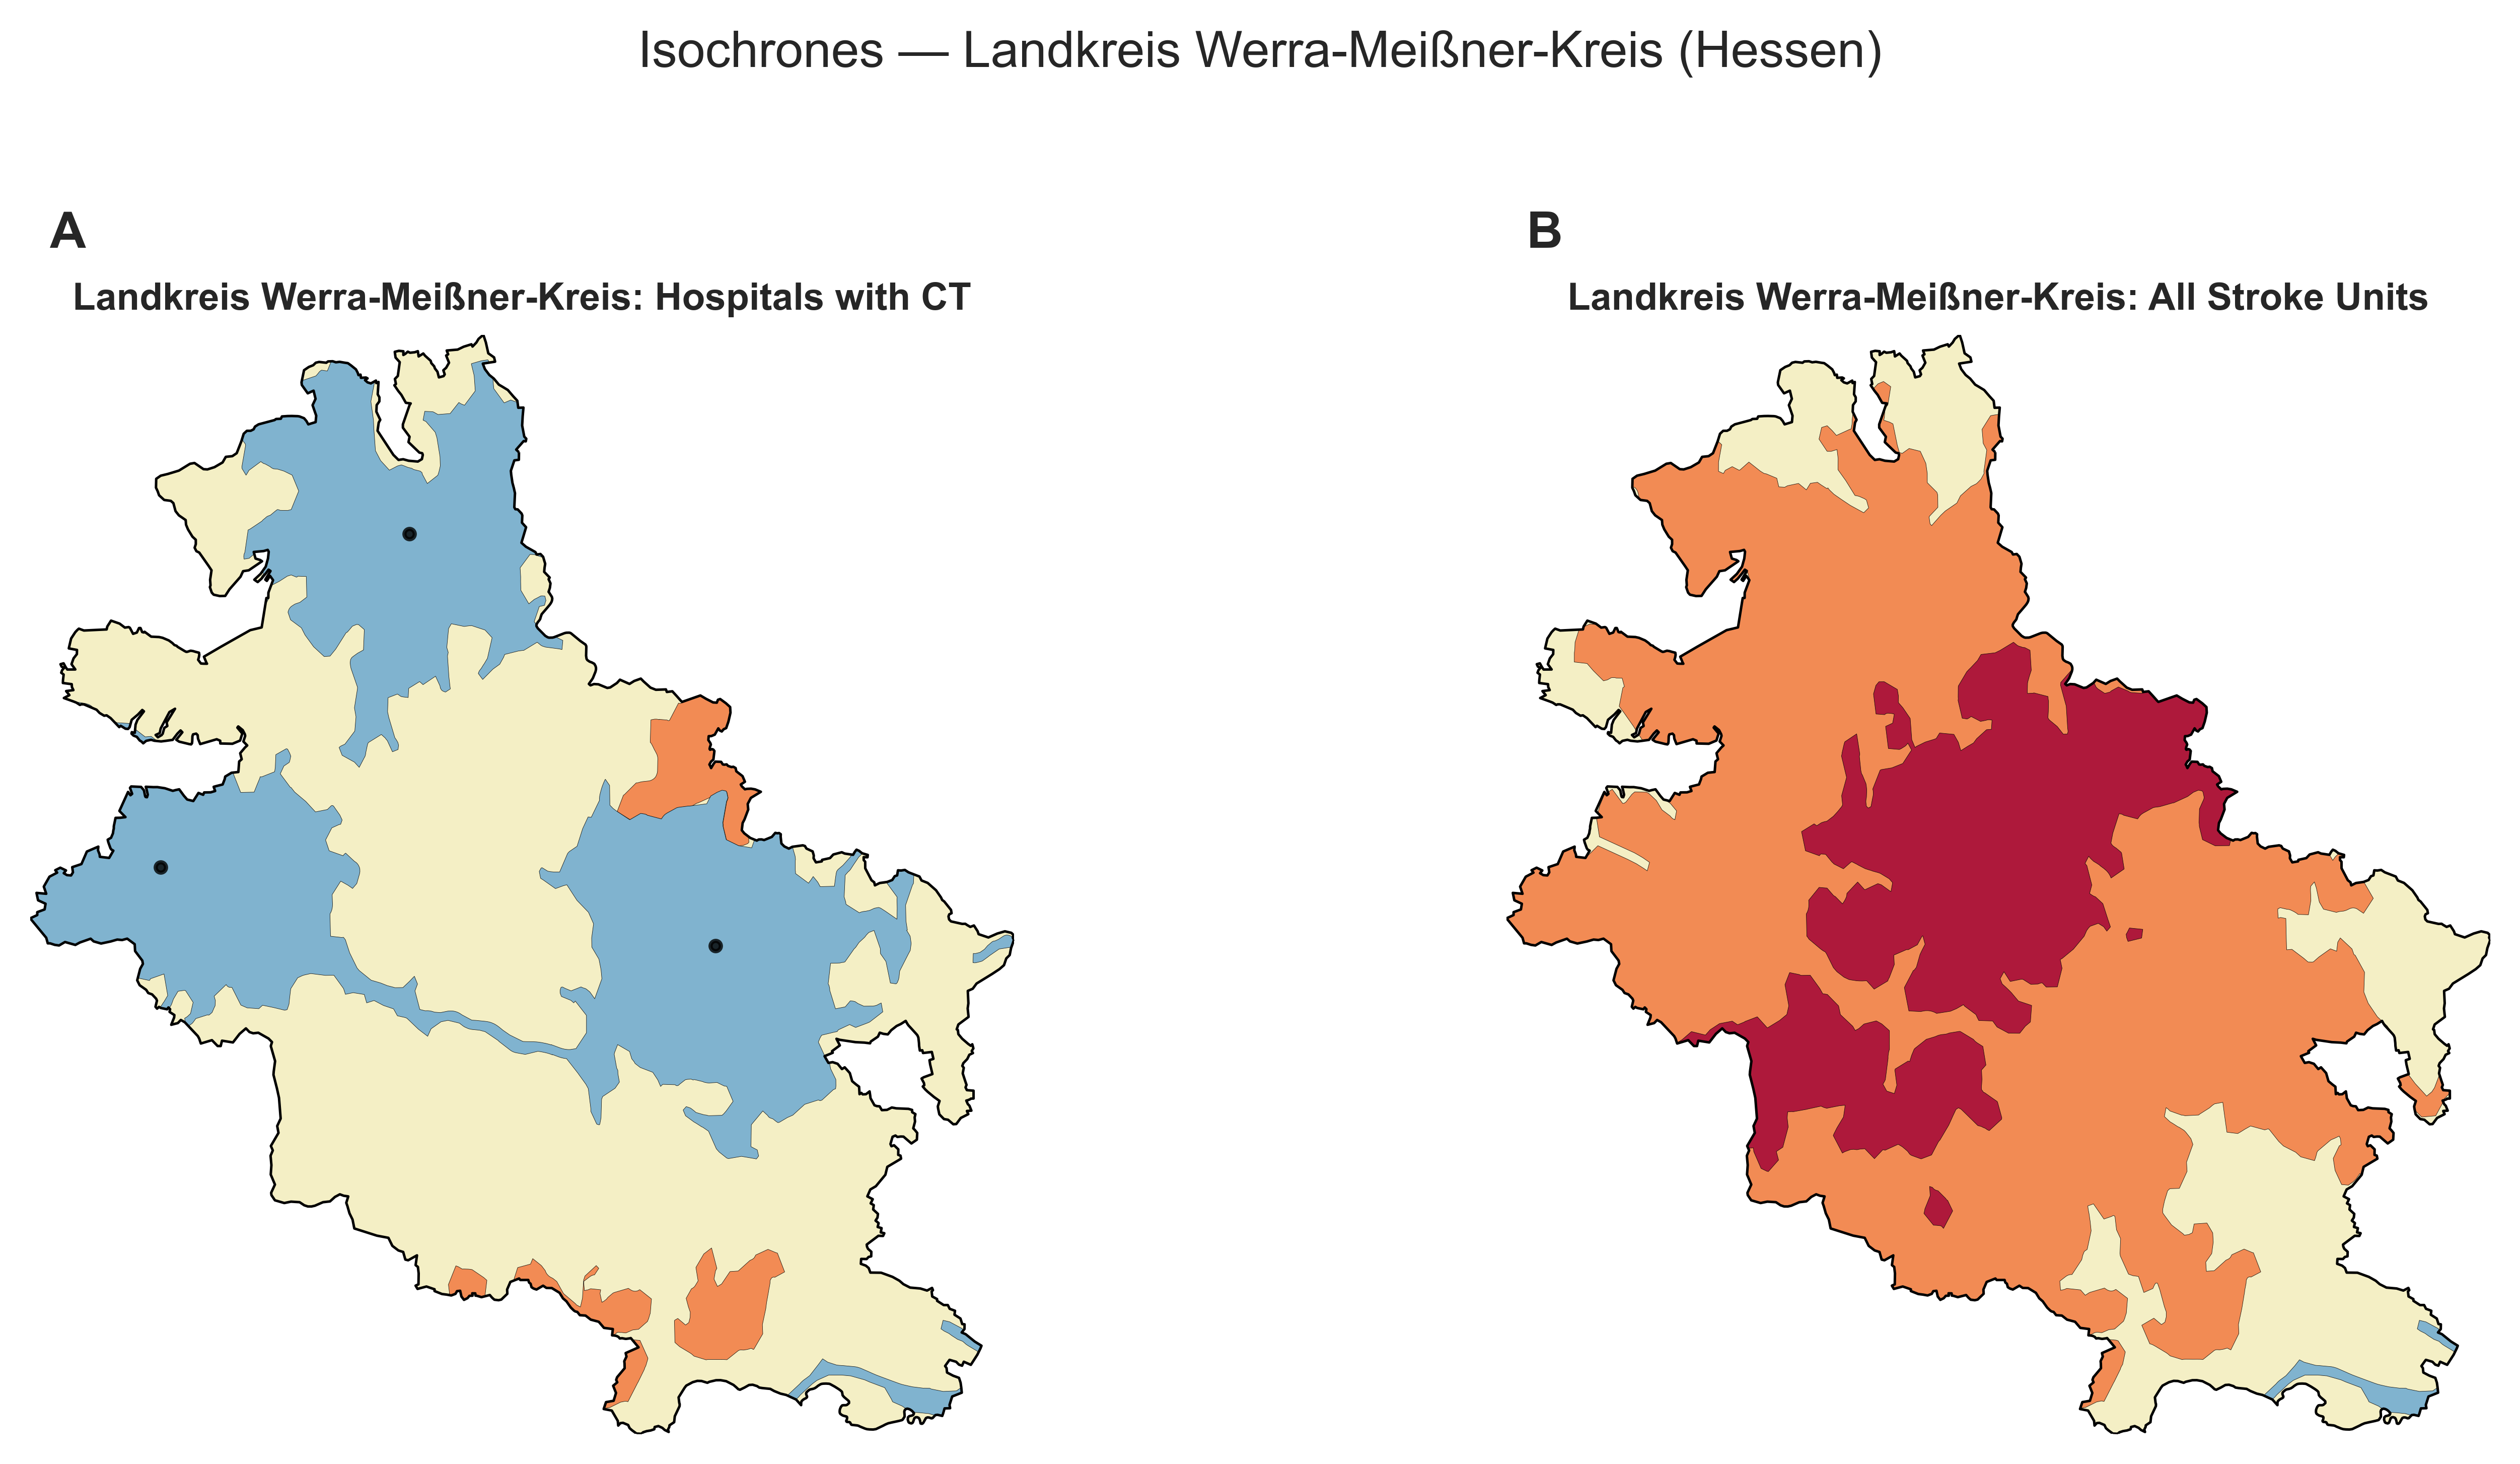 Isochrones — Landkreis Werra-Meißner-Kreis (Hessen)
A
Landkreis Werra-Meißner-Kreis: Hospitals with CT
B
Landkreis Werra-Meißner-Kreis: All Stroke Units